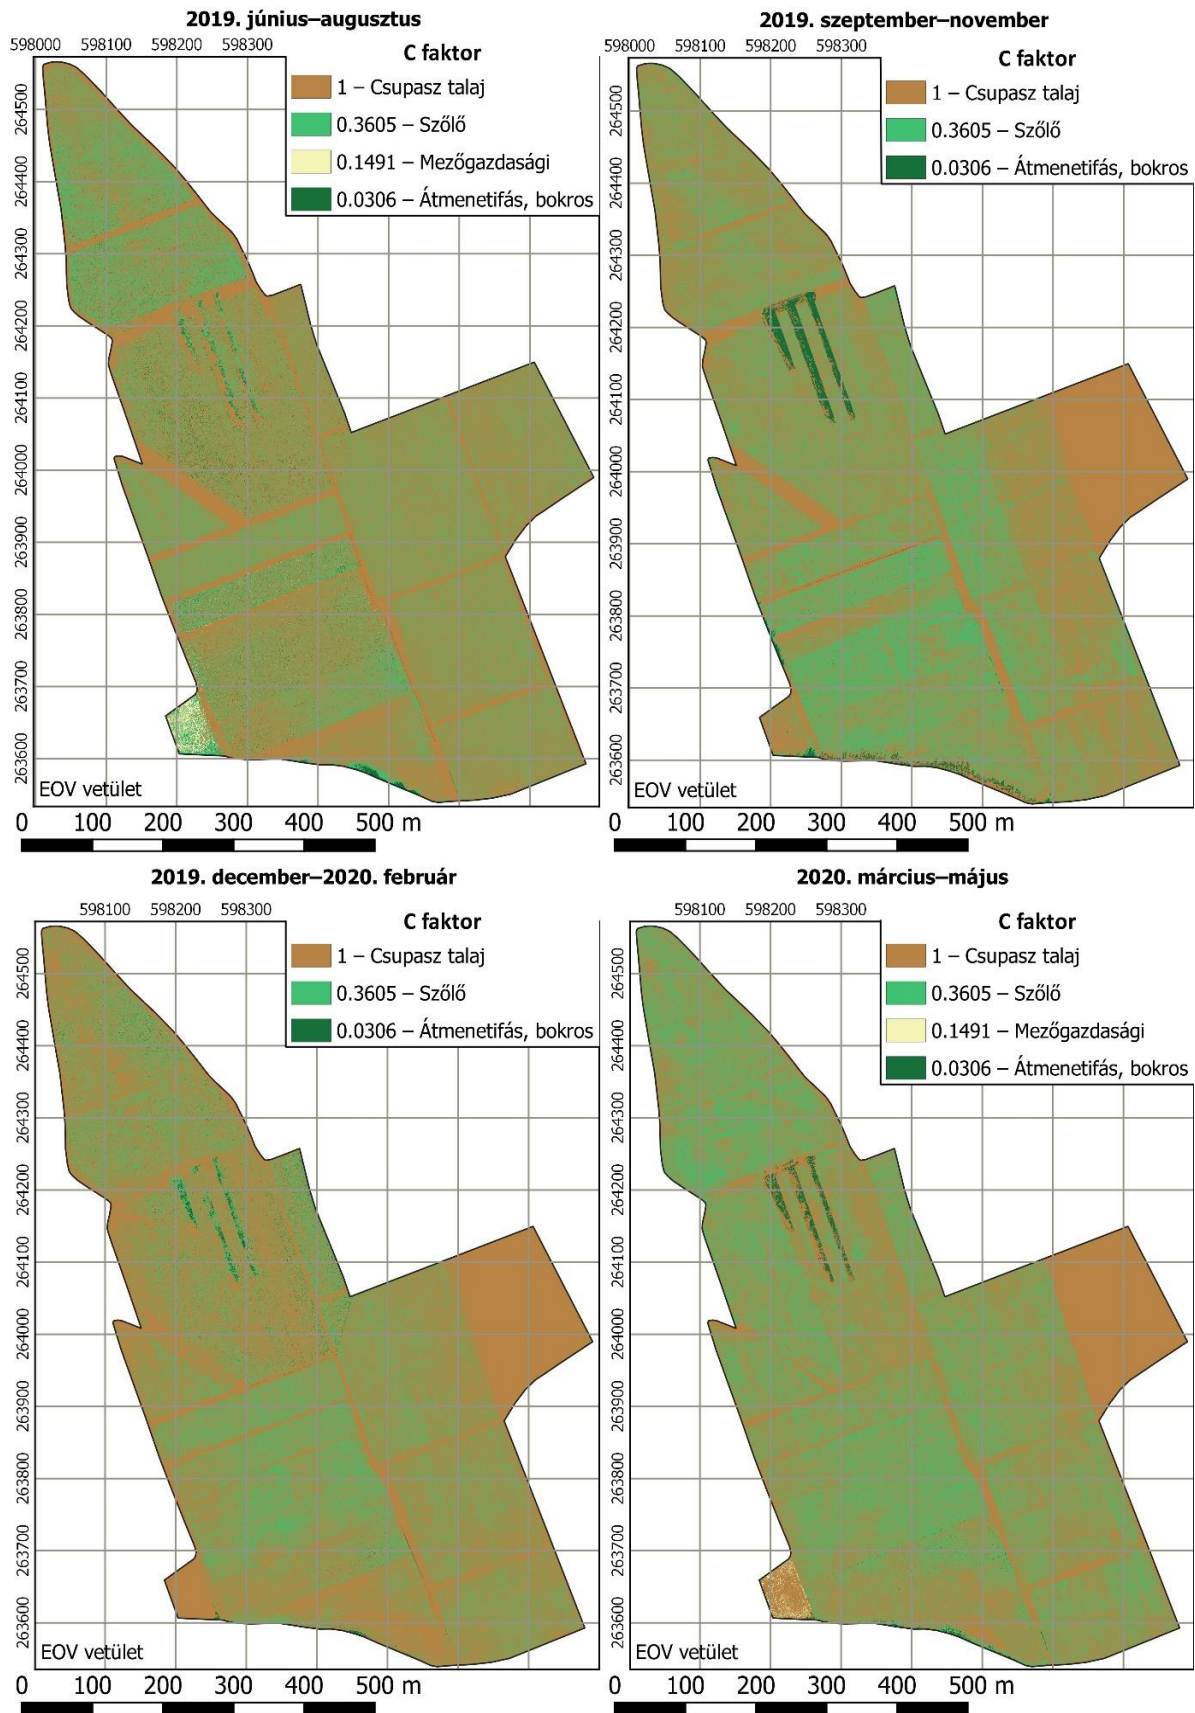 2019. június–augusztus
598000 598100 598200 598300
C faktor
1 – Csupasz talaj
0.3605 – Szőlő
0.1491 – Mezőgazdasági
0.0306 – Átmenetifás, bokros
264500
264400
264300
264200
264100
264000
263900
263800
263700
263600
EOV vetület
0 100 200 300 400 500 m
2019. szeptember–november
598000 598100 598200 598300
C faktor
1 – Csupasz talaj
0.3605 – Szőlő
0.0306 – Átmenetifás, bokros
264500
264400
264300
264200
264100
264000
263900
263800
263700
263600
EOV vetület
0 100 200 300 400 500 m
2019. december–2020. február
598100 598200 598300
C faktor
1 – Csupasz talaj
0.3605 – Szőlő
0.0306 – Átmenetifás, bokros
264500
264400
264300
264200
264100
264000
263900
263800
263700
263600
EOV vetület
0 100 200 300 400 500 m
2020. március–május
598100 598200 598300
C faktor
1 – Csupasz talaj
0.3605 – Szőlő
0.1491 – Mezőgazdasági
0.0306 – Átmenetifás, bokros
264500
264400
264300
264200
264100
264000
263900
263800
263700
263600
EOV vetület
0 100 200 300 400 500 m